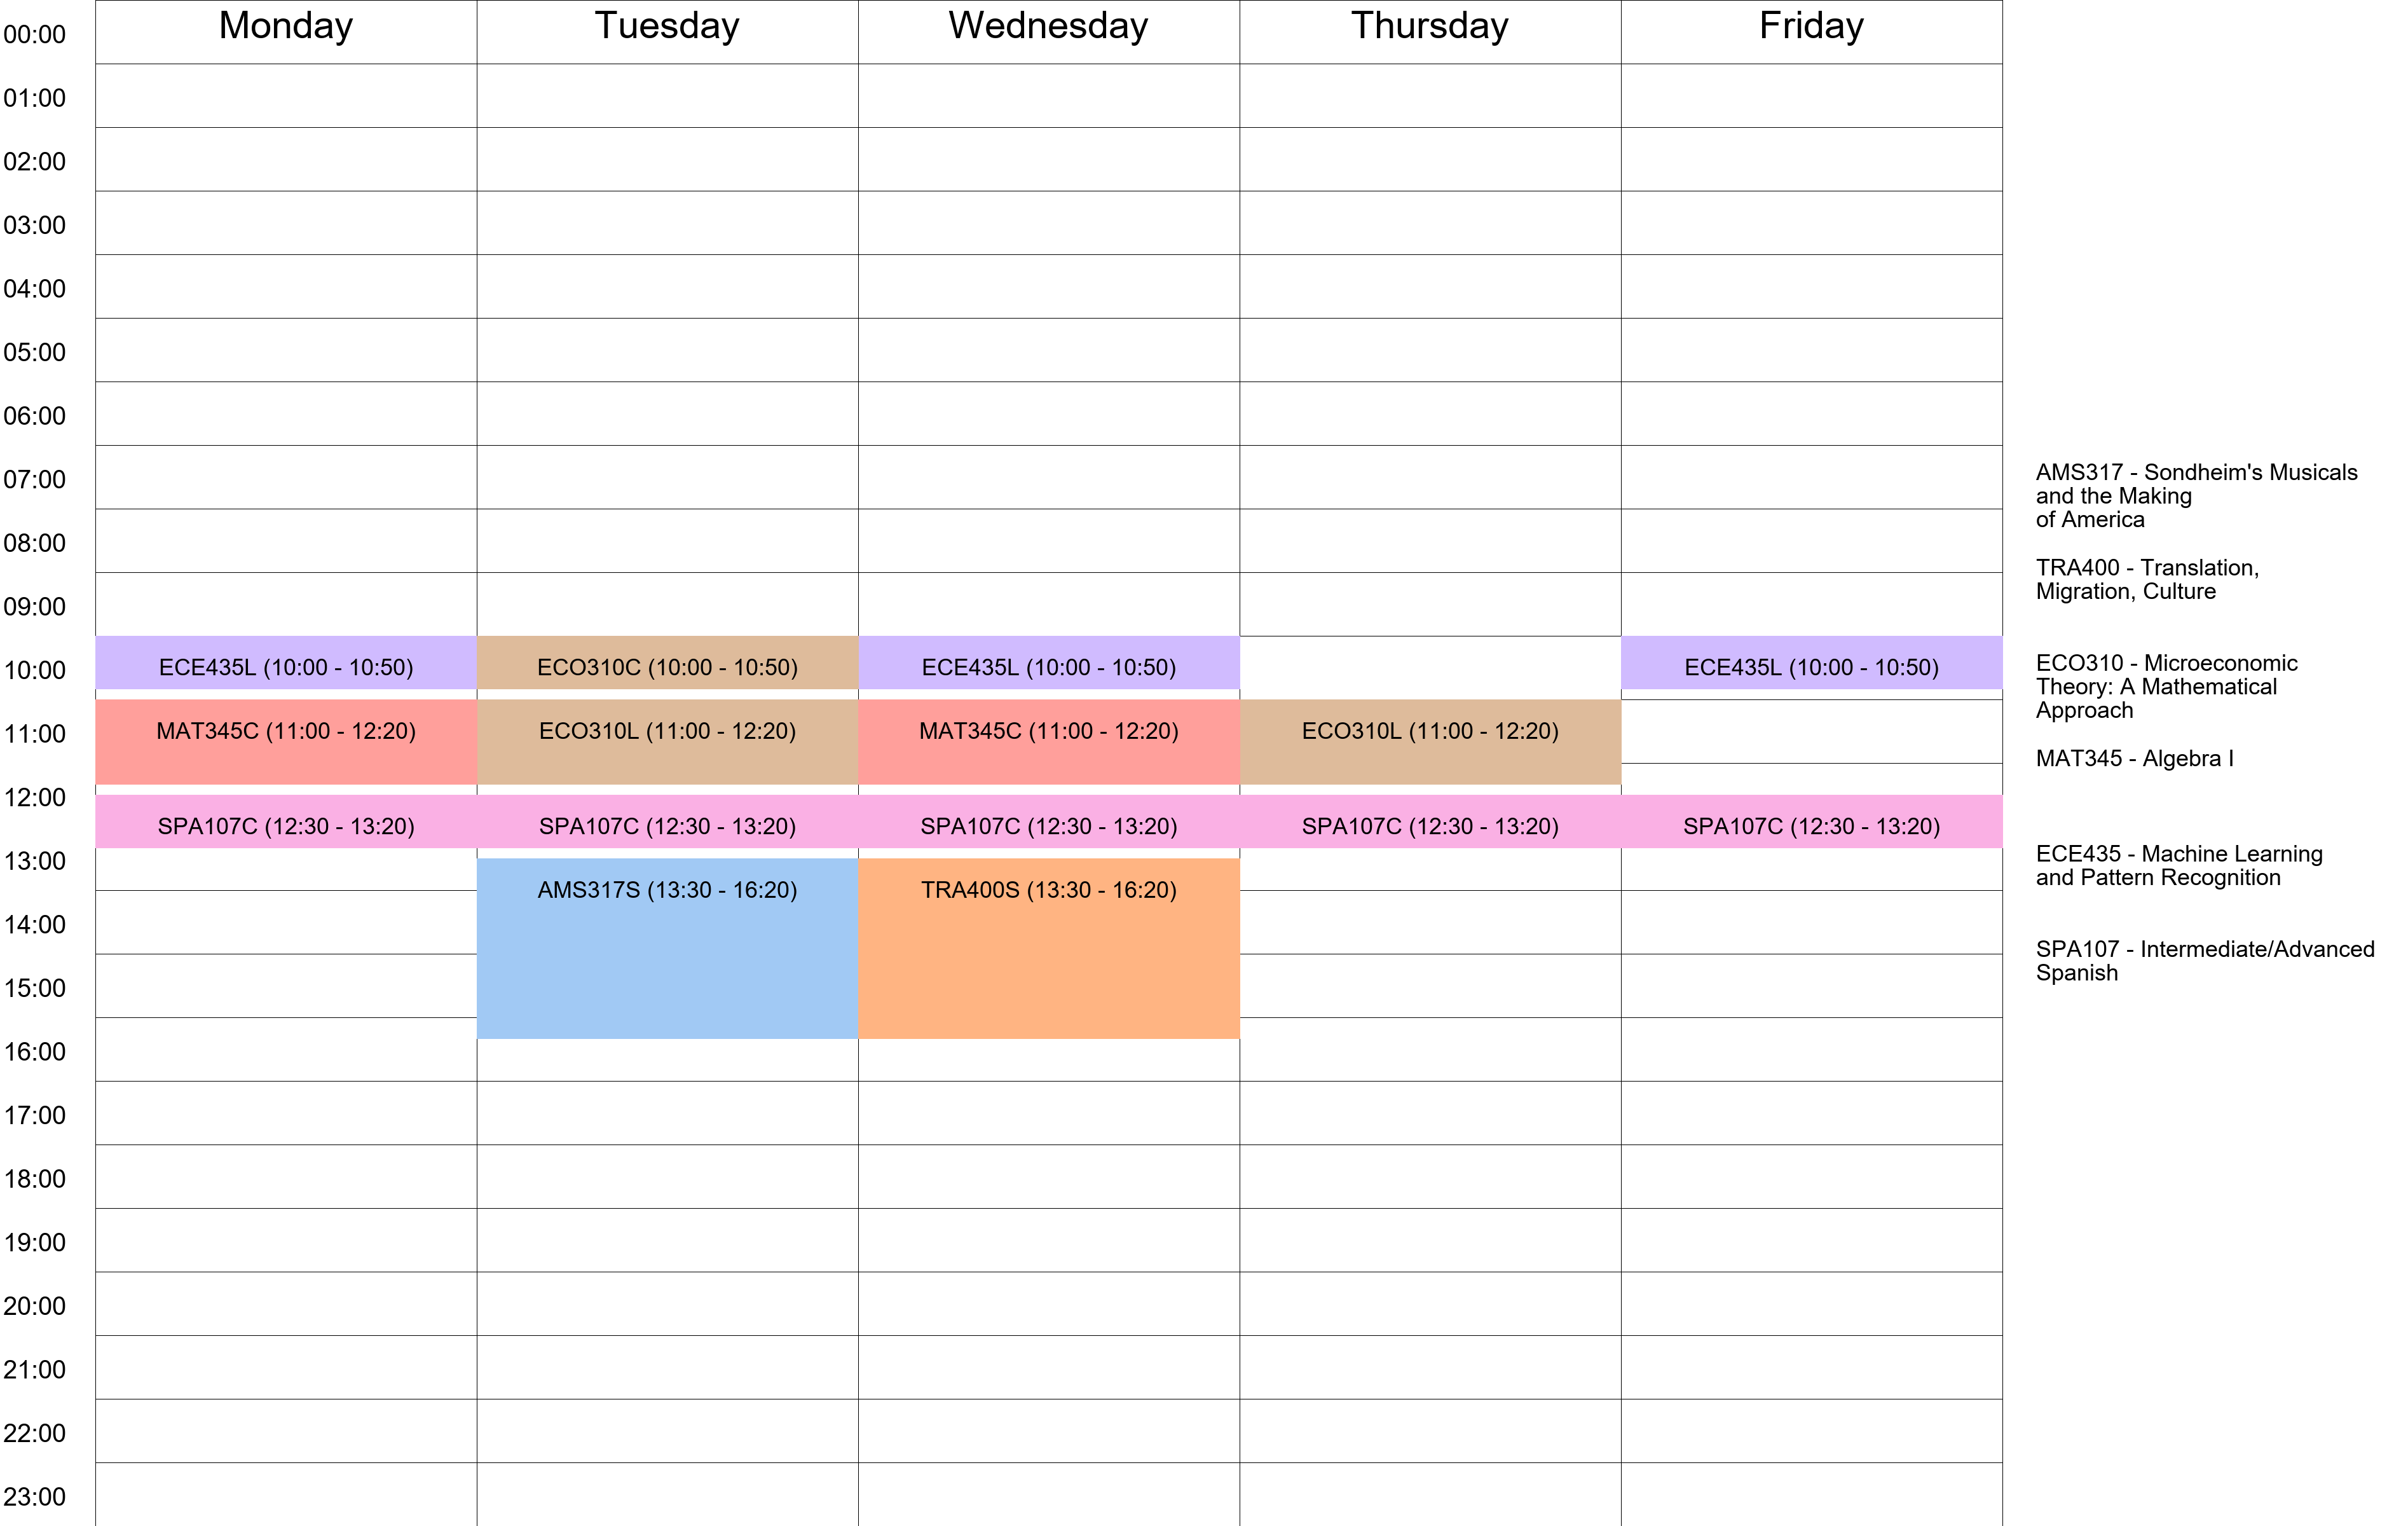 Monday Tuesday Wednesday Thursday Friday
00:00
01:00
02:00
03:00
04:00
05:00
06:00
07:00
08:00
09:00
10:00 ECE435L (10:00 - 10:50) ECO310C (10:00 - 10:50) ECE435L (10:00 - 10:50) ECE435L (10:00 - 10:50)
11:00 MAT345C (11:00 - 12:20) ECO310L (11:00 - 12:20) MAT345C (11:00 - 12:20) ECO310L (11:00 - 12:20)
12:00
SPA107C (12:30 - 13:20) SPA107C (12:30 - 13:20) SPA107C (12:30 - 13:20) SPA107C (12:30 - 13:20) SPA107C (12:30 - 13:20)
13:00
AMS317S (13:30 - 16:20) TRA400S (13:30 - 16:20)
14:00
15:00
16:00
17:00
18:00
19:00
20:00
21:00
22:00
23:00
AMS317 - Sondheim's Musicals
and the Making
of America
TRA400 - Translation,
Migration, Culture
ECO310 - Microeconomic
Theory: A Mathematical
Approach
MAT345 - Algebra I
ECE435 - Machine Learning
and Pattern Recognition
SPA107 - Intermediate/Advanced
Spanish